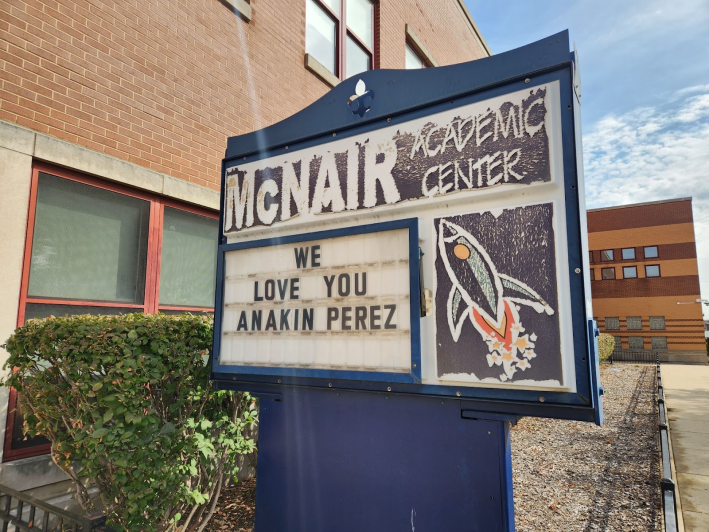 McNAIR ACADEMIC
CENTER
WE
LOVE YOU
ANAKIN PEREZ